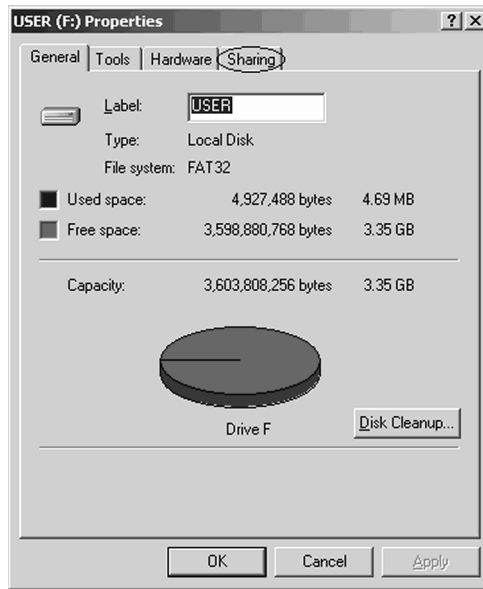 USER (F:) Properties
General Tools Hardware Sharing
Label: USER
Type: Local Disk
File system: FAT32
Used space: 4,927,488 bytes 4.69 MB
Free space: 3,598,880,768 bytes 3.35 GB
Capacity: 3,603,808,256 bytes 3.35 GB
Drive F
Disk Cleanup...
OK Cancel Apply